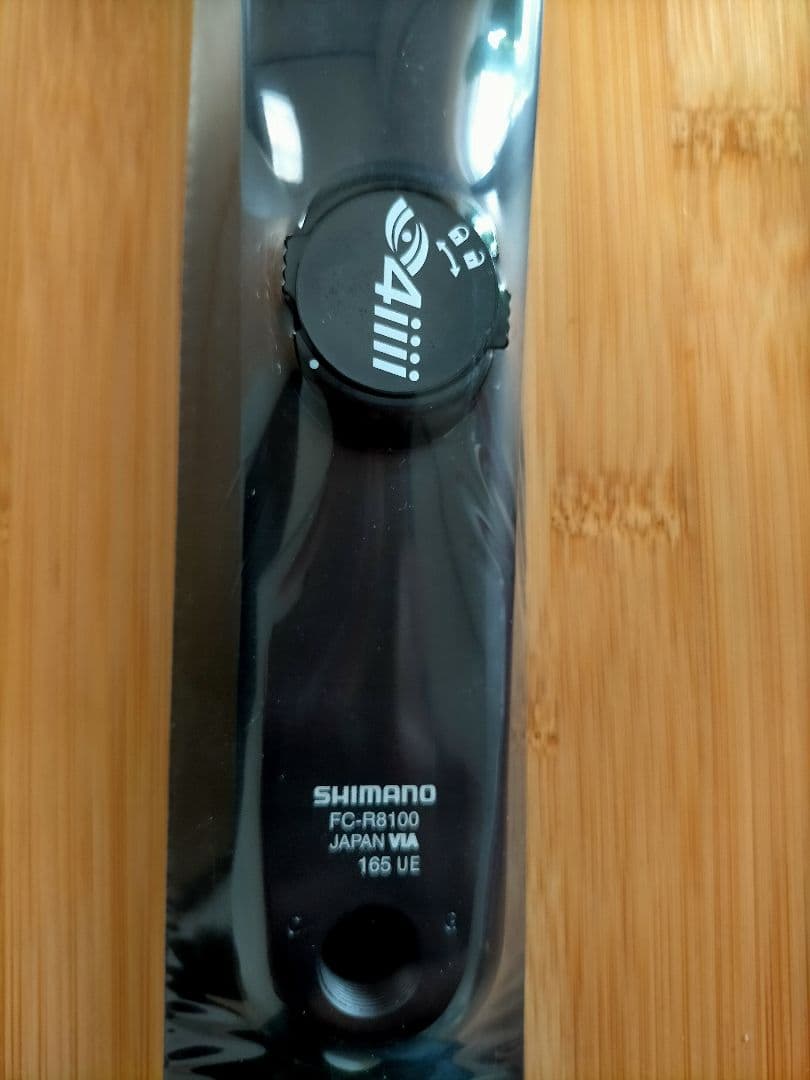 4iiii
SHIMANO
FC-R8100
JAPAN VIA
165 UE